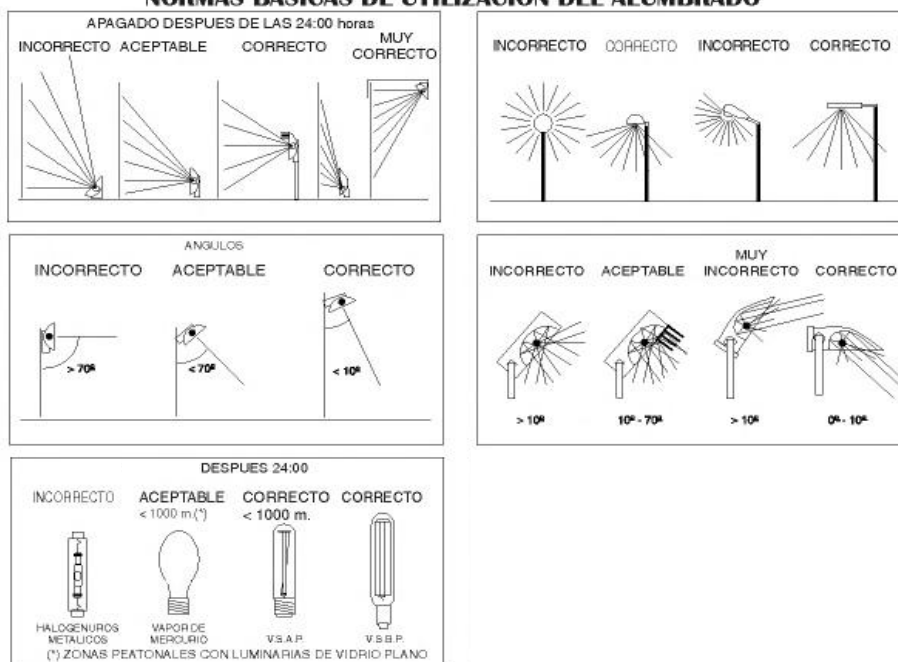 NORMAS BASICAS DE UTILIZACION DEL ALUMBRADO
APAGADO DESPUES DE LAS 24:00 horas
INCORRECTO ACEPTABLE CORRECTO MUY CORRECTO
INCORRECTO CORRECTO INCORRECTO CORRECTO
ANGULOS
INCORRECTO ACEPTABLE CORRECTO
> 70º < 70º < 10º
INCORRECTO ACEPTABLE MUY INCORRECTO CORRECTO
> 10º 10º - 70º > 10º 0º - 10º
DESPUES 24:00
INCORRECTO ACEPTABLE CORRECTO CORRECTO
< 1000 m.(*) < 1000 m.
HALOGENUROS METALICOS VAPOR DE MERCURIO V.S.A.P. V.S.B.P.
(*) ZONAS PEATONALES CON LUMINARIAS DE VIDRIO PLANO